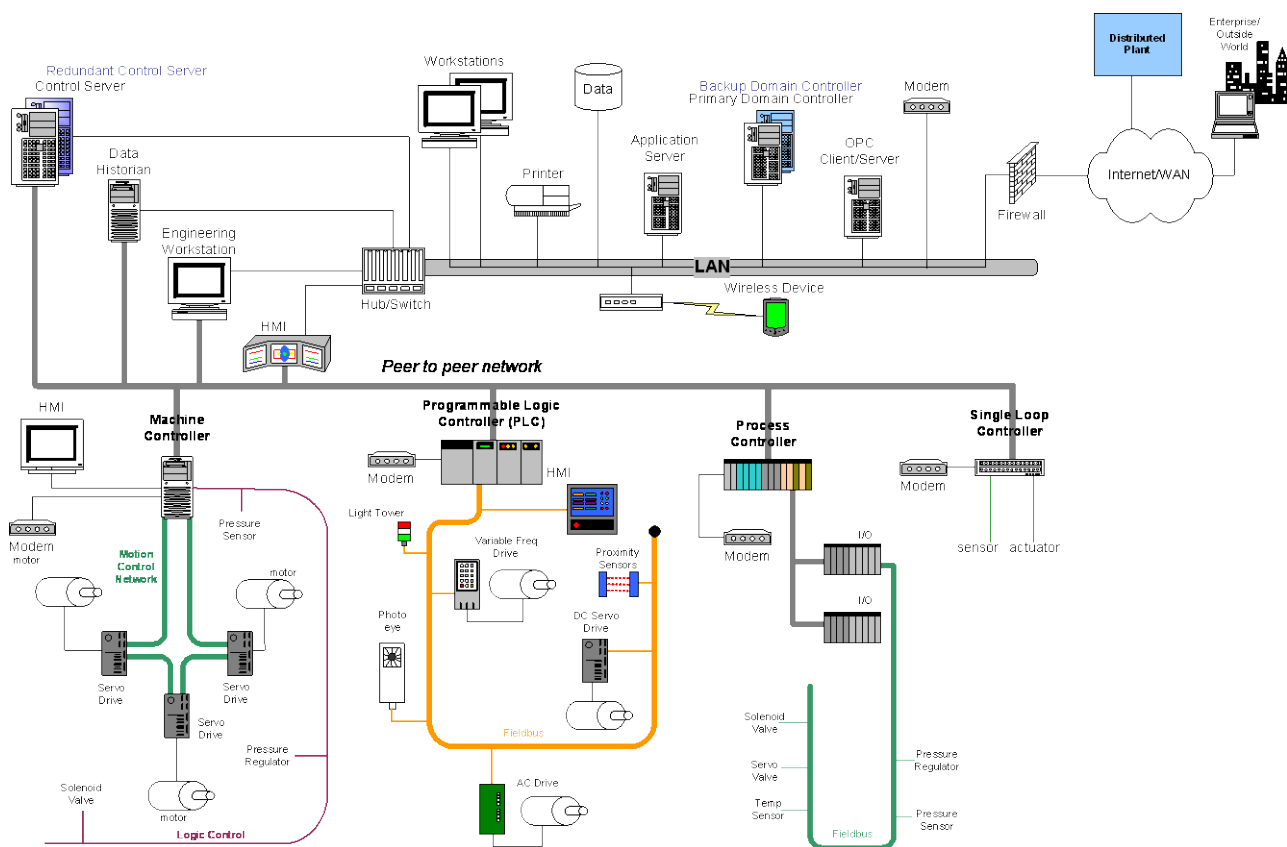 Redundant Control Server
Control Server
Workstations
Data
Backup Domain Controller
Primary Domain Controller
Modem
Distributed
Plant
Enterprise/
Outside
World
Data
Historian
Printer
Application
Server
OPC
Client/Server
Firewall
Internet/WAN
Engineering
Workstation
Hub/Switch
LAN
Wireless Device
HMI
Peer to peer network
HMI
Machine
Controller
Programmable Logic
Controller (PLC)
Process
Controller
Single Loop
Controller
Modem
HMI
Modem
Modem
Light Tower
Pressure
Sensor
Modem
sensor
actuator
motor
Motion
Control
Network
motor
Variable Freq
Drive
Proximity
Sensors
I/O
I/O
Photo
eye
DC Servo
Drive
Servo
Drive
Servo
Drive
Servo
Drive
Fieldbus
Solenoid
Valve
Pressure
Regulator
Servo
Valve
Pressure
Regulator
Solenoid
Valve
motor
AC Drive
Temp
Sensor
Pressure
Sensor
Logic Control
Fieldbus